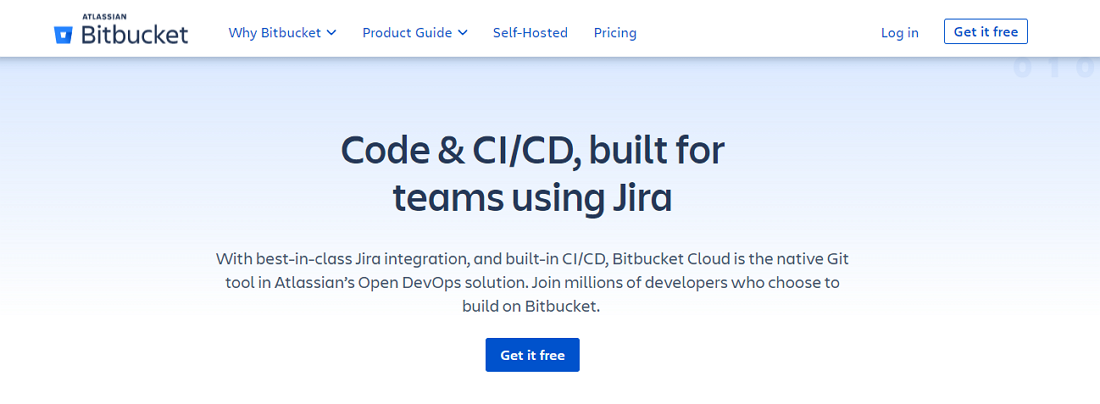 ATLASSIAN
Bitbucket
Why Bitbucket
Product Guide
Self-Hosted
Pricing
Log in
Get it free
0 1 0
Code & CI/CD, built for
teams using Jira
With best-in-class Jira integration, and built-in CI/CD, Bitbucket Cloud is the native Git
tool in Atlassian’s Open DevOps solution. Join millions of developers who choose to
build on Bitbucket.
Get it free